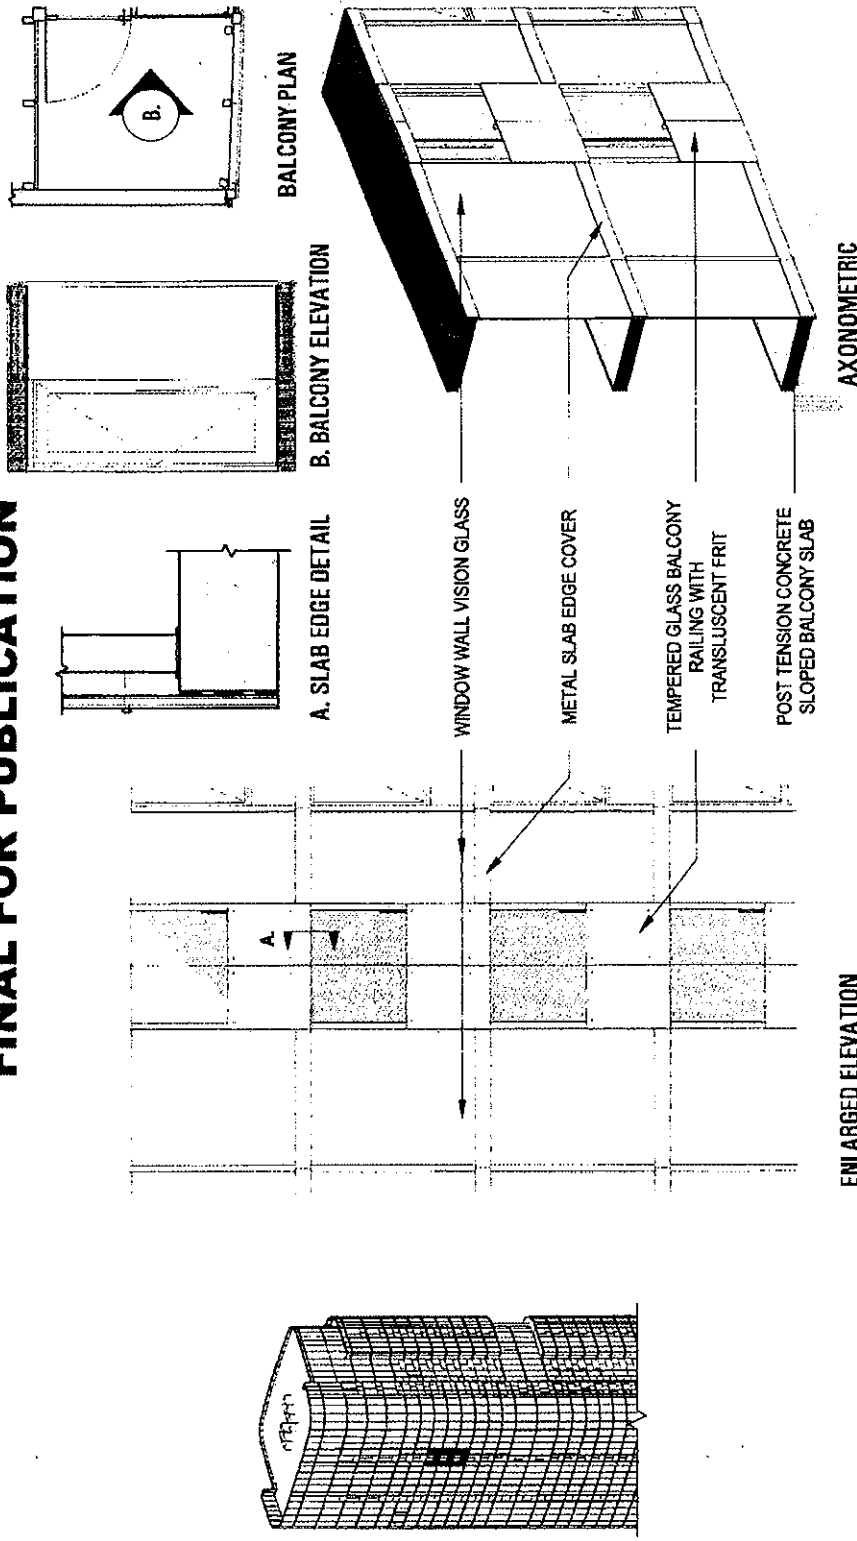 FINAL FOR PUBLICATION
A. SLAB EDGE DETAIL
B. BALCONY ELEVATION
BALCONY PLAN
B.
A.
WINDOW WALL VISION GLASS
METAL SLAB EDGE COVER
TEMPERED GLASS BALCONY
RAILING WITH
TRANSLUSCENT FRIT
POST TENSION CONCRETE
SLOPED BALCONY SLAB
ENLARGED ELEVATION
AXONOMETRIC